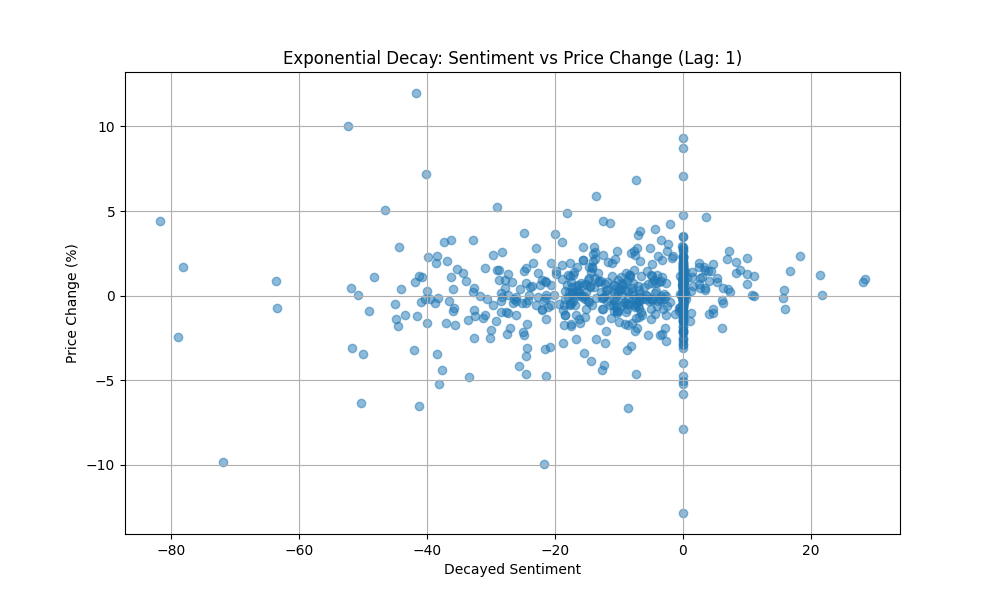 Exponential Decay: Sentiment vs Price Change (Lag: 1)
Price Change (%)
10
5
0
−5
−10
−80 −60 −40 −20 0 20
Decayed Sentiment